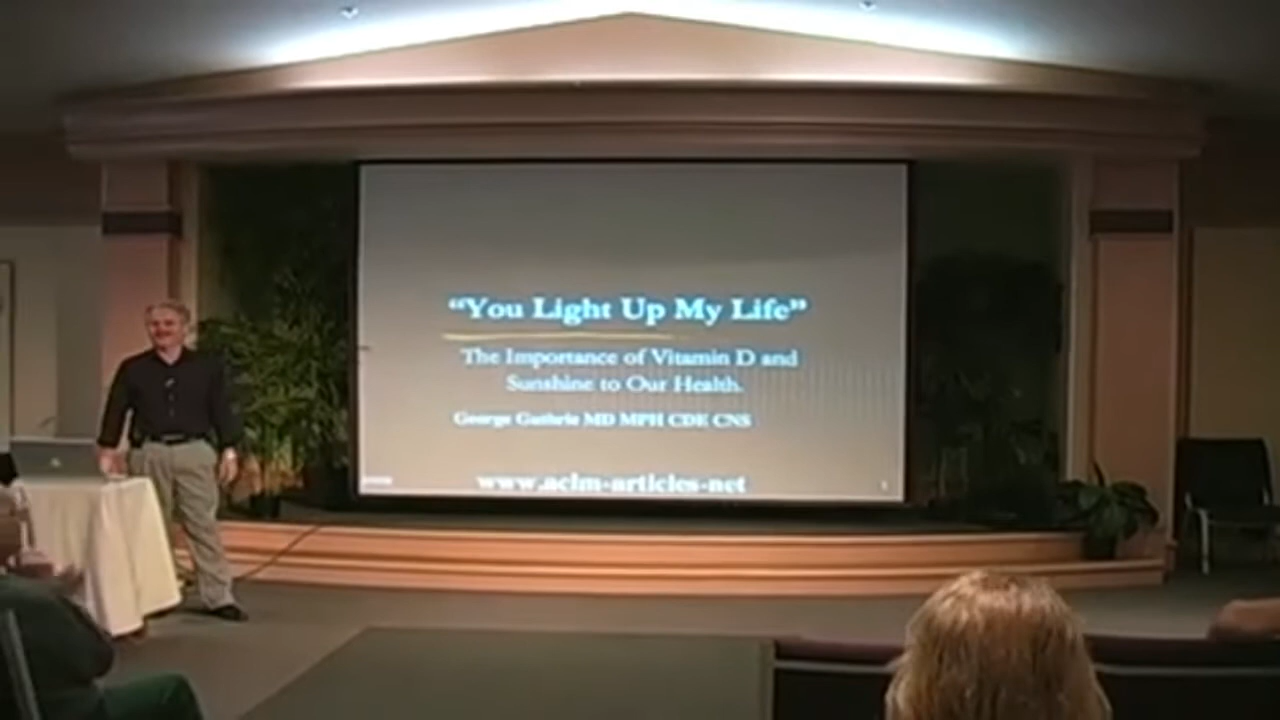 “You Light Up My Life”
The Importance of Vitamin D and
Sunshine to Our Health.
George Guthrie MD MPH CDE CNS
www.aclm-articles-net